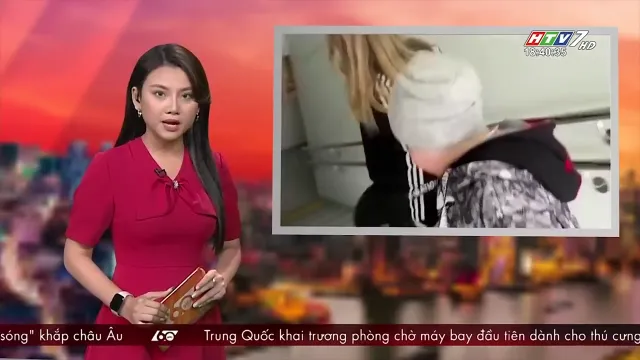 HTV7 HD
18:40:35
sóng" khắp châu Âu 60 Trung Quốc khai trương phòng chờ máy bay đầu tiên dành cho thú cưng